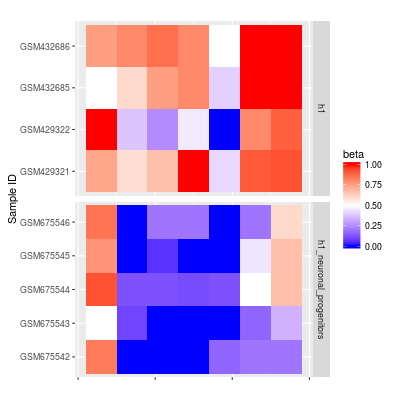 GSM432686
GSM432685
GSM429322
GSM429321
h1
GSM675546
GSM675545
GSM675544
GSM675543
GSM675542
h1_neuronal_progenitors
Sample ID
beta
1.00
0.75
0.50
0.25
0.00